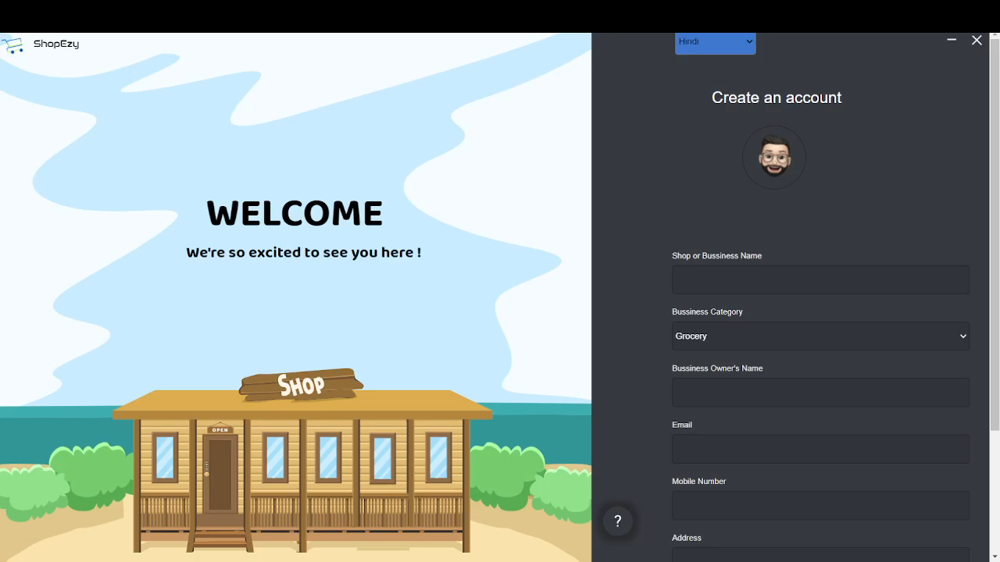 ShopEzy
Hindi
Create an account
WELCOME
We're so excited to see you here !
SHOP
OPEN
Shop or Bussiness Name
Bussiness Category
Grocery
Bussiness Owner's Name
Email
Mobile Number
Address
?